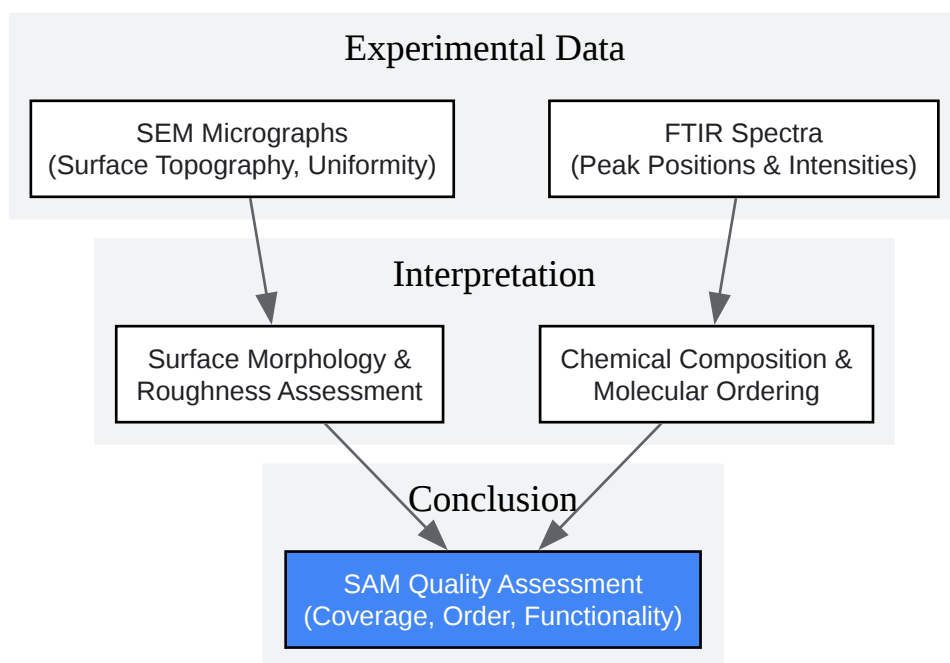 Experimental Data
SEM Micrographs
(Surface Topography, Uniformity)
FTIR Spectra
(Peak Positions & Intensities)
Interpretation
Surface Morphology &
Roughness Assessment
Chemical Composition &
Molecular Ordering
Conclusion
SAM Quality Assessment
(Coverage, Order, Functionality)